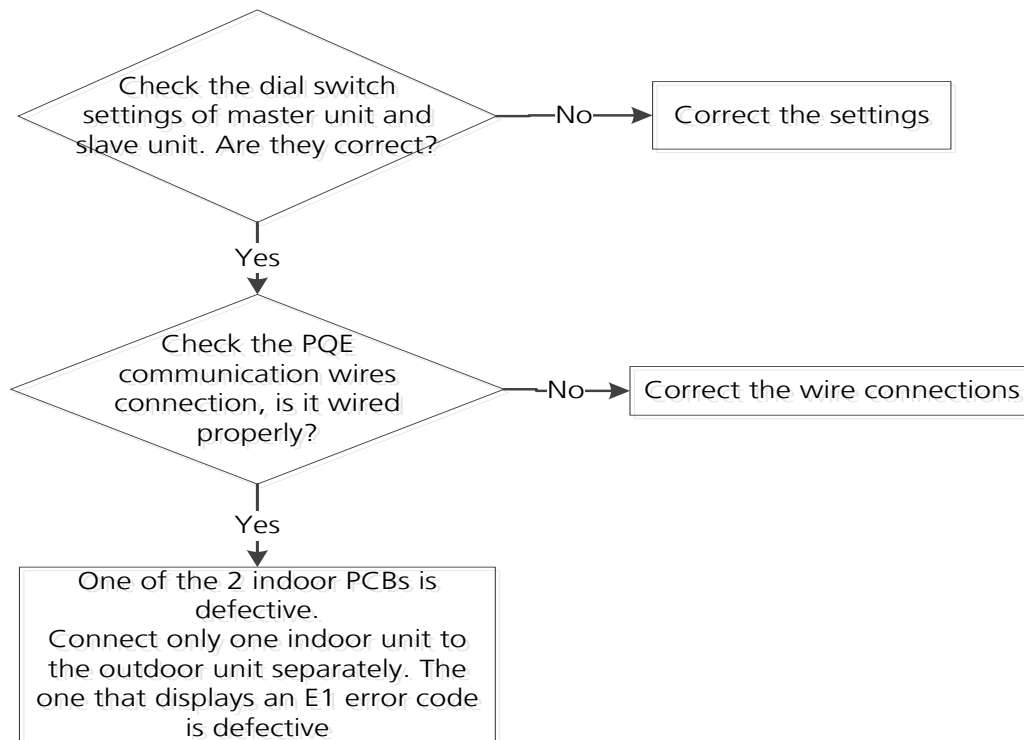 Check the dial switch
settings of master unit and
slave unit. Are they correct?
No
Correct the settings
Yes
Check the PQE
communication wires
connection, is it wired
properly?
No
Correct the wire connections
Yes
One of the 2 indoor PCBs is
defective.
Connect only one indoor unit to
the outdoor unit separately. The
one that displays an E1 error code
is defective